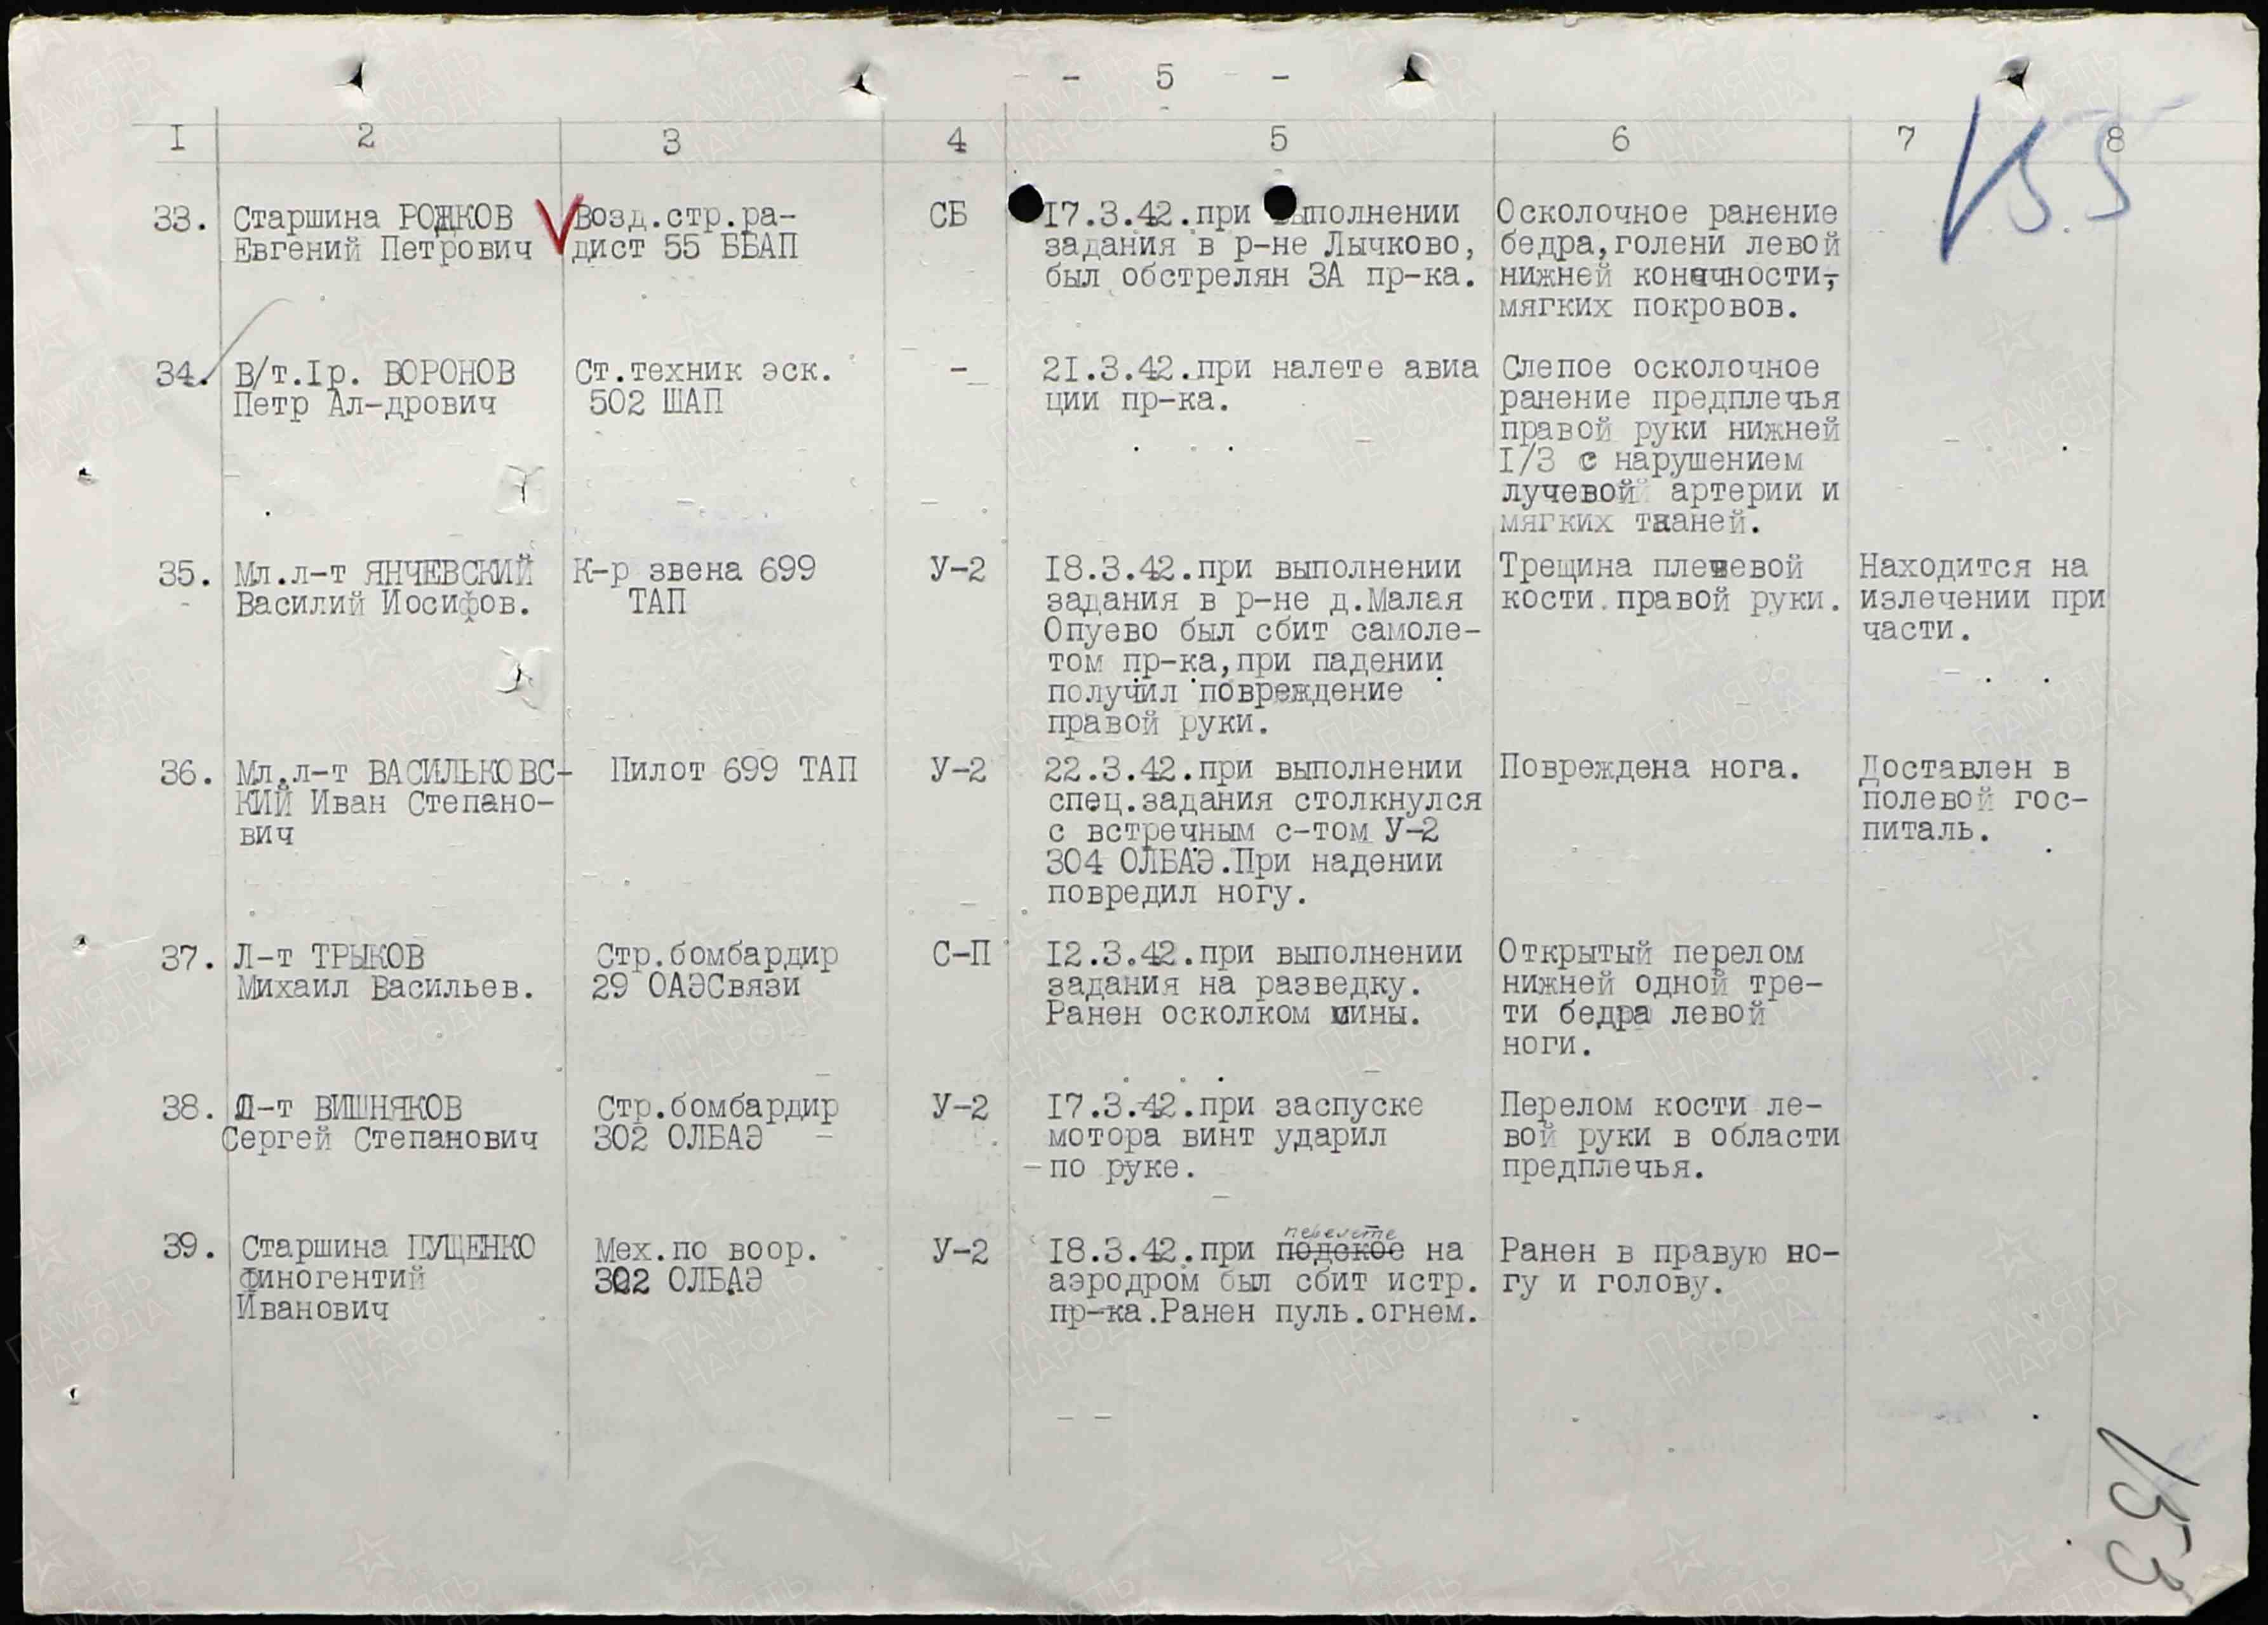 - 5 -
I 2 3 4 5 6 7 8
155
33. Старшина РОЖКОВ
Евгений Петрович
Возд.стр.ра-
дист 55 ББАП
СБ
17.3.42.при выполнении
задания в р-не Лычково,
был обстрелян ЗА пр-ка.
Осколочное ранение
бедра,голени левой
нижней конечности,
мягких покровов.
34. В/т.Iр. ВОРОНОВ
Петр Ал-дрович
Ст.техник эск.
502 ШАП
-
2I.3.42.при налете авиа
ции пр-ка.
Слепое осколочное
ранение предплечья
правой руки нижней
I/3 с нарушением
лучевой артерии и
мягких тканей.
35. Мл.л-т ЯНЧЕВСКИЙ
Василий Иосифов.
К-р звена 699
ТАП
У-2
I8.3.42.при выполнении
задания в р-не д.Малая
Опуево был сбит самоле-
том пр-ка,при падении
получил повреждение
правой руки.
Трещина плечевой
кости правой руки.
Находится на
излечении при
части.
36. Мл.л-т ВАСИЛЬКОВС-
КИЙ Иван Степано-
вич
Пилот 699 ТАП
У-2
22.3.42.при выполнении
спец.задания столкнулся
с встречным с-том У-2
304 ОЛБАЭ.При надении
повредил ногу.
Повреждена нога.
Доставлен в
полевой гос-
питаль.
37. Л-т ТРЫКОВ
Михаил Васильев.
Стр.бомбардир
29 ОАЭСвязи
С-П
I2.3.42.при выполнении
задания на разведку.
Ранен осколком мины.
Открытый перелом
нижней одной тре-
ти бедра левой
ноги.
38. Л-т ВИШНЯКОВ
Сергей Степанович
Стр.бомбардир
302 ОЛБАЭ
У-2
I7.3.42.при заспуске
мотора винт ударил
по руке.
Перелом кости ле-
вой руки в области
предплечья.
39. Старшина ПУЩЕНКО
Финогентий
Иванович
Мех.по воор.
302 ОЛБАЭ
У-2
перелете
I8.3.42.при подскос на
аэродром был сбит истр.
пр-ка.Ранен пуль.огнем.
Ранен в правую но-
гу и голову.
153
ПАМЯТЬ
НАРОДА